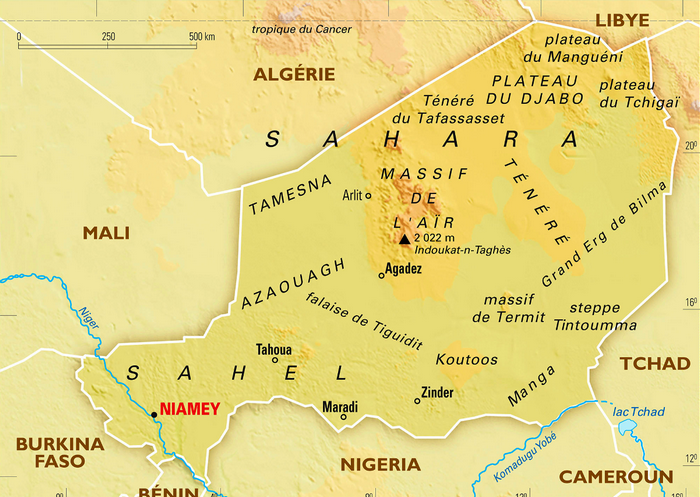 LIBYE
tropique du Cancer
0 250 500 km
plateau
du Manguéni
ALGÉRIE
PLATEAU
DU DJABO
plateau
du Tchigaï
Ténéré
du Tafassasset
SAHARA
20°
MASSIF
DE
L'AÏR
TAMESNA
Arlit
TÉNÉRÉ
Grand Erg de Bilma
MALI
2 022 m
Indoukat-n-Taghès
Agadez
AZAOUAGH
falaise de Tiguidit
massif
de Termit
steppe
Tintoumma
16°
Niger
Tahoua
SAHEL
Koutoos
TCHAD
Zinder
Manga
NIAMEY
Maradi
lac Tchad
BURKINA
FASO
NIGERIA
Komadugu Yobé
12°
CAMEROUN
BÉNIN